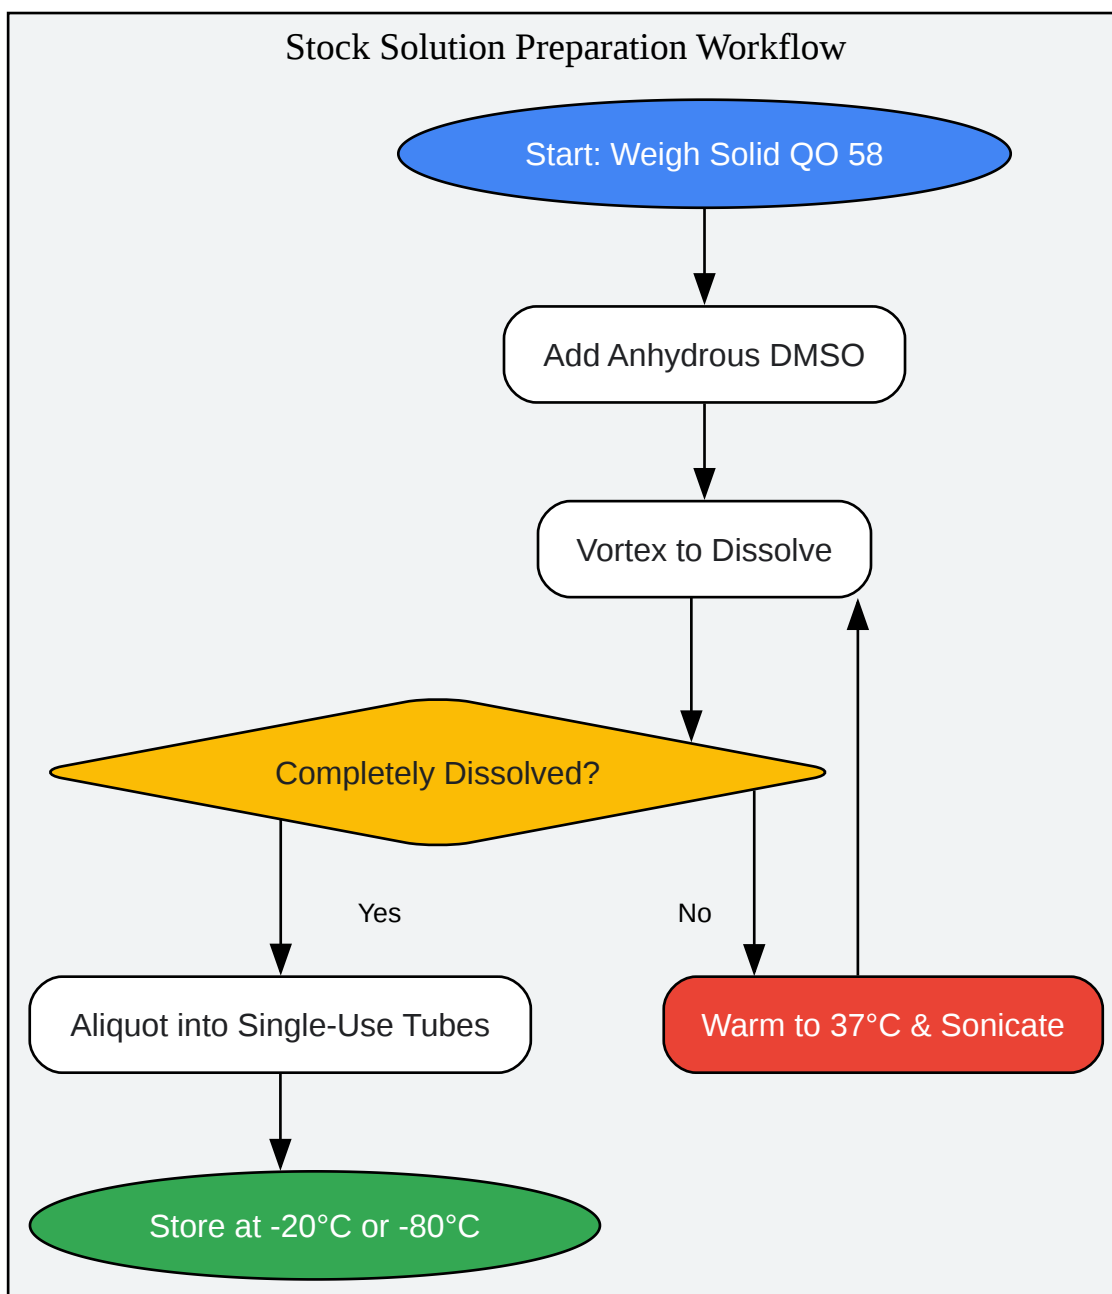 Stock Solution Preparation Workflow
Start: Weigh Solid QO 58
Add Anhydrous DMSO
Vortex to Dissolve
Completely Dissolved?
Yes
No
Aliquot into Single-Use Tubes
Warm to 37°C & Sonicate
Store at -20°C or -80°C